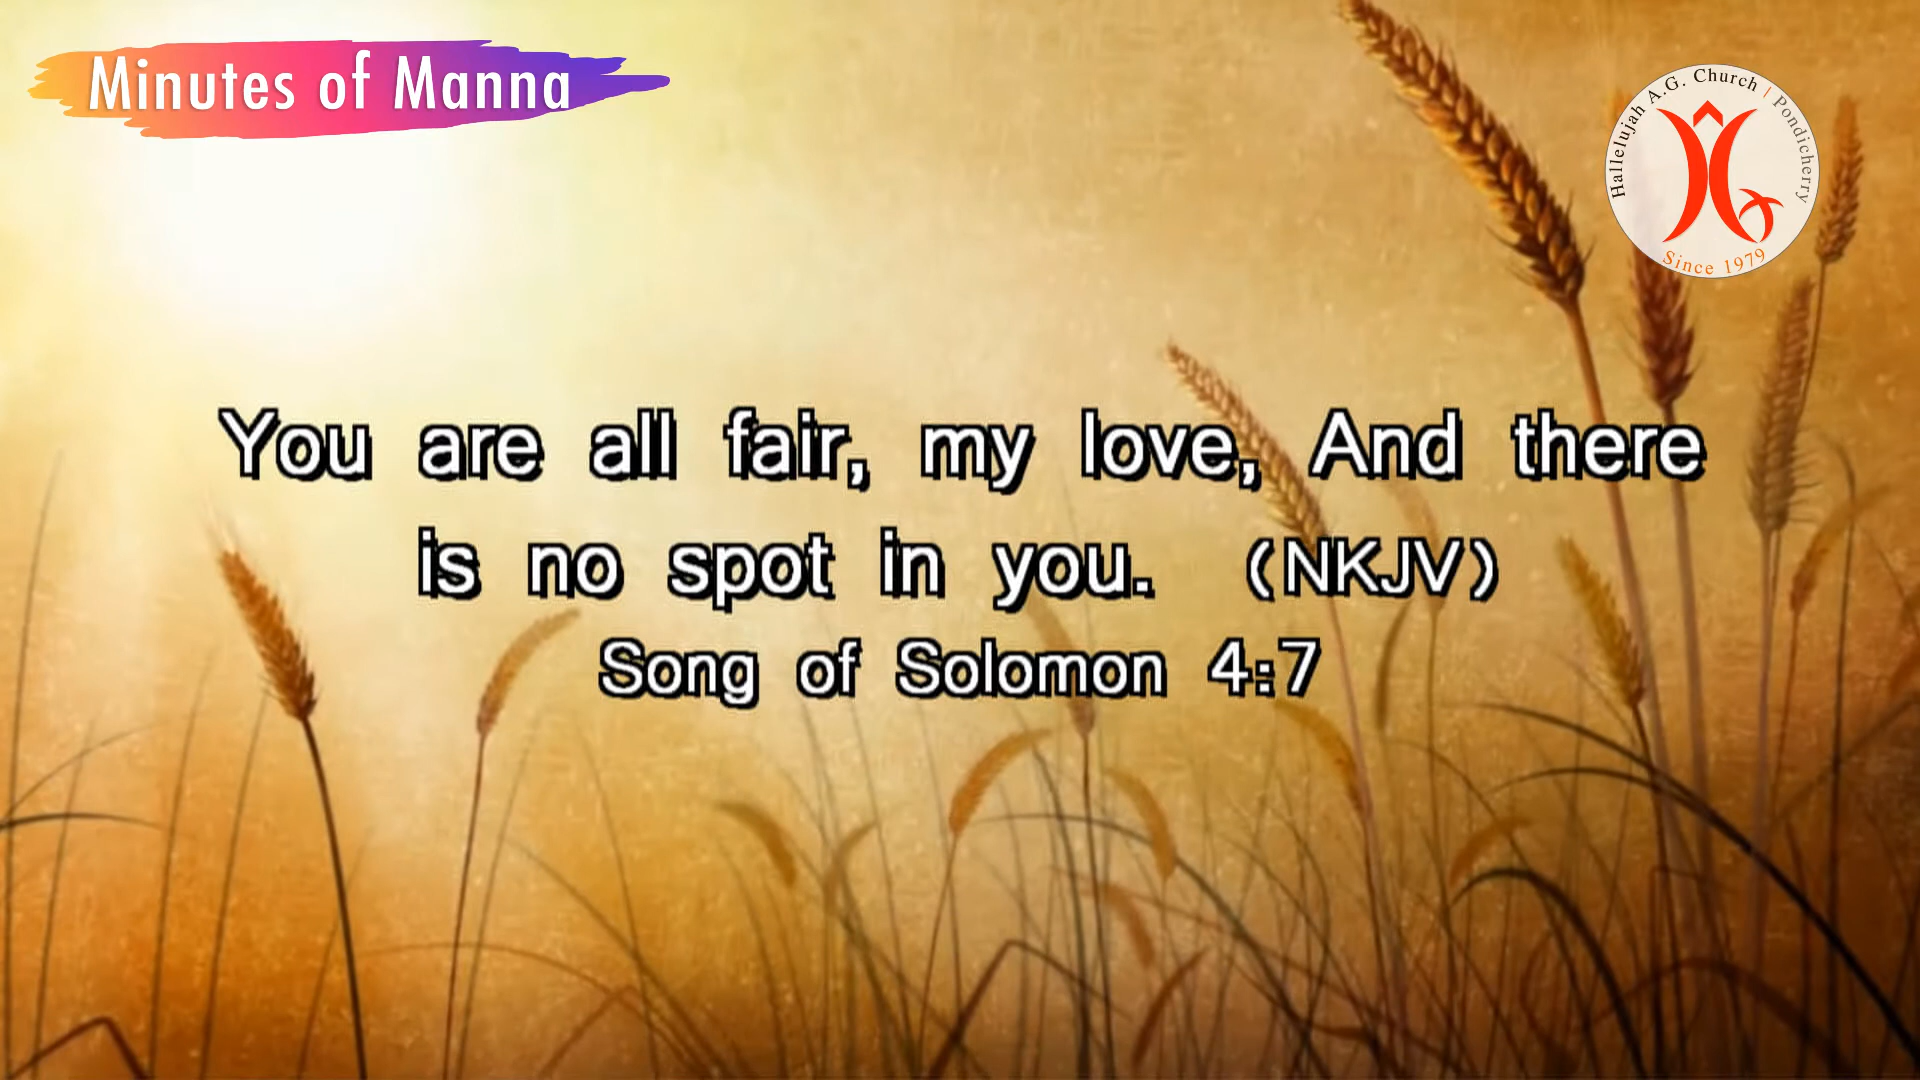 Minutes of Manna
Hallelujah A.G. Church | Pondicherry
Since 1979
You are all fair, my love, And there
is no spot in you. (NKJV)
Song of Solomon 4:7